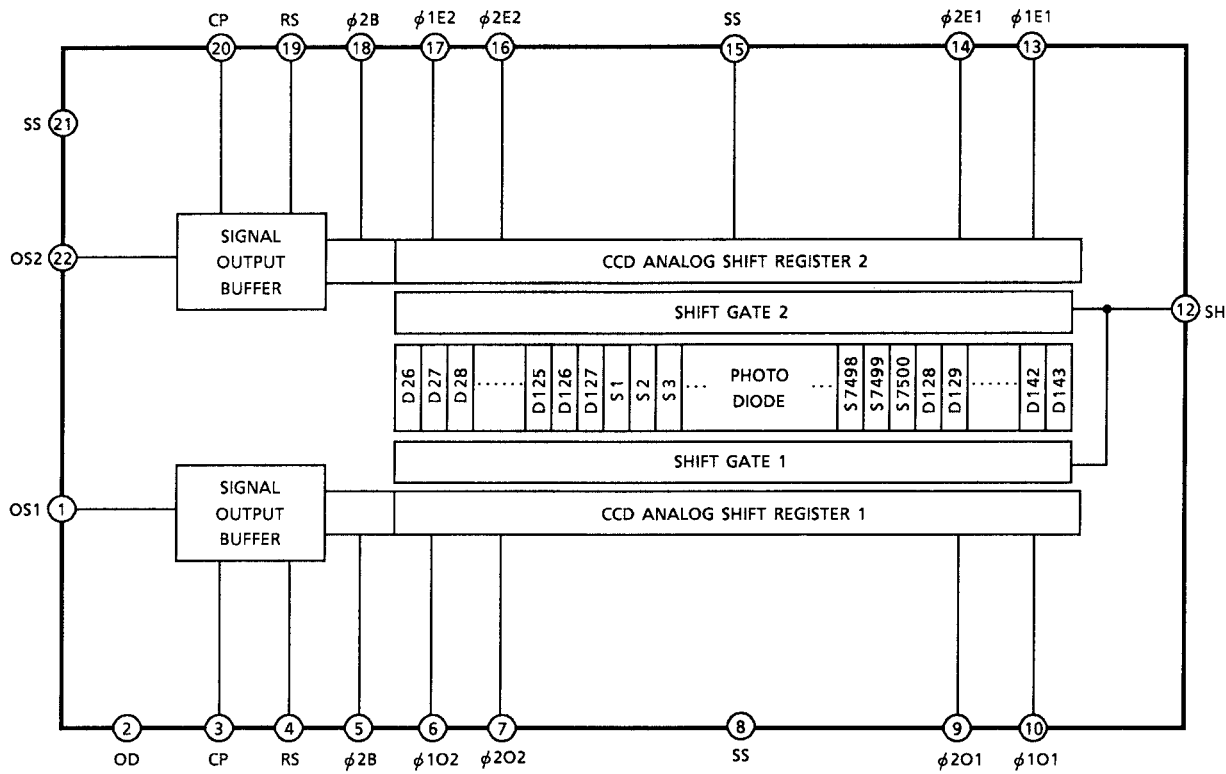 CP RS ϕ2B ϕ1E2 ϕ2E2 SS ϕ2E1 ϕ1E1
20 19 18 17 16 15 14 13
SS 21
SIGNAL
OUTPUT
BUFFER
OS2 22
CCD ANALOG SHIFT REGISTER 2
SHIFT GATE 2
12 SH
D26 D27 D28 ...... D125 D126 D127 S1 S2 S3 ... PHOTO DIODE ... S7498 S7499 S7500 D128 D129 ...... D142 D143
SHIFT GATE 1
SIGNAL
OUTPUT
BUFFER
OS1 1
CCD ANALOG SHIFT REGISTER 1
2 3 4 5 6 7 8 9 10
OD CP RS ϕ2B ϕ1O2 ϕ2O2 SS ϕ2O1 ϕ1O1